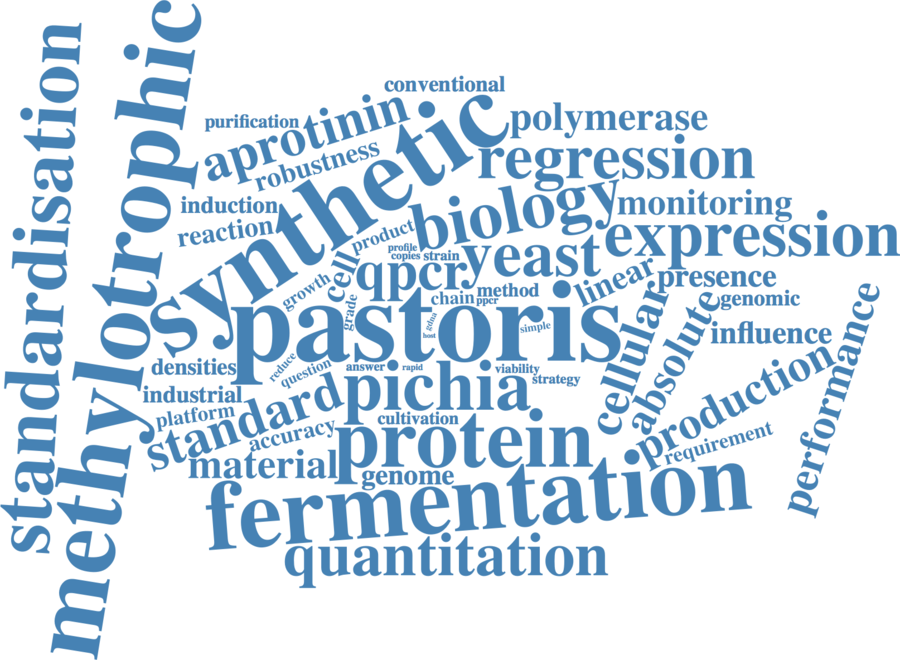 standardisation
methylotrophic
conventional
purification
aprotinin
robustness
synthetic
polymerase
regression
induction
reaction
biology
monitoring
product
profile
copies
strain
expression
cell
qpcr
yeast
linear
presence
growth
grade
chain
method
ppcr
genomic
gdna
host
simple
pastoris
cellular
absolute
influence
performance
densities
reduce
question
answer
rapid
viability
strategy
industrial
platform
standard
pichia
accuracy
cultivation
production
requirement
material
protein
genome
fermentation
quantitation